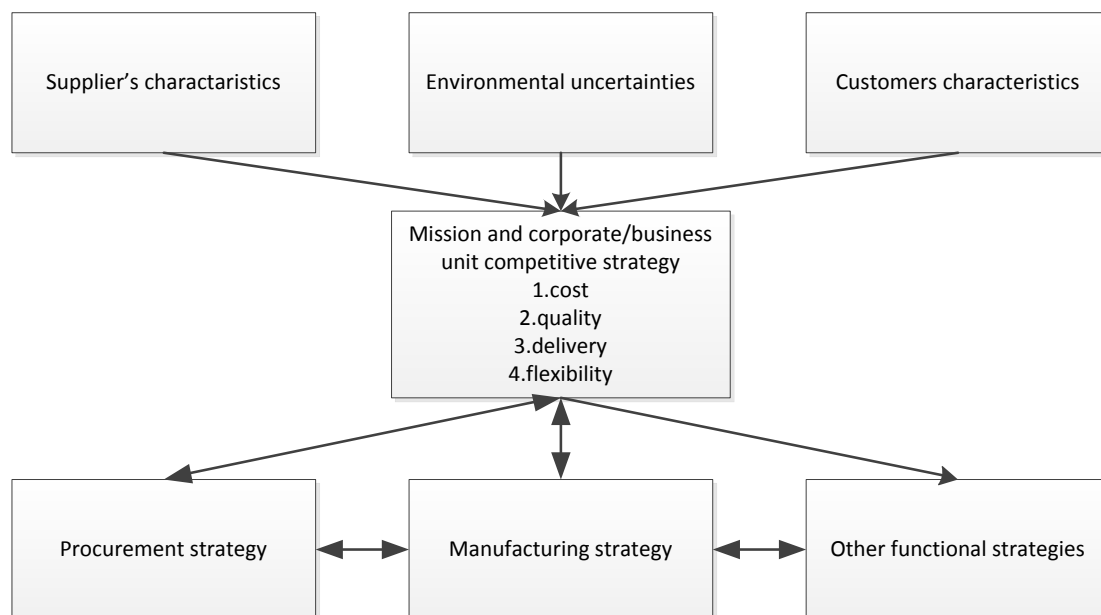 Supplier's charactaristics
Environmental uncertainties
Customers characteristics
Mission and corporate/business
unit competitive strategy
1.cost
2.quality
3.delivery
4.flexibility
Procurement strategy
Manufacturing strategy
Other functional strategies